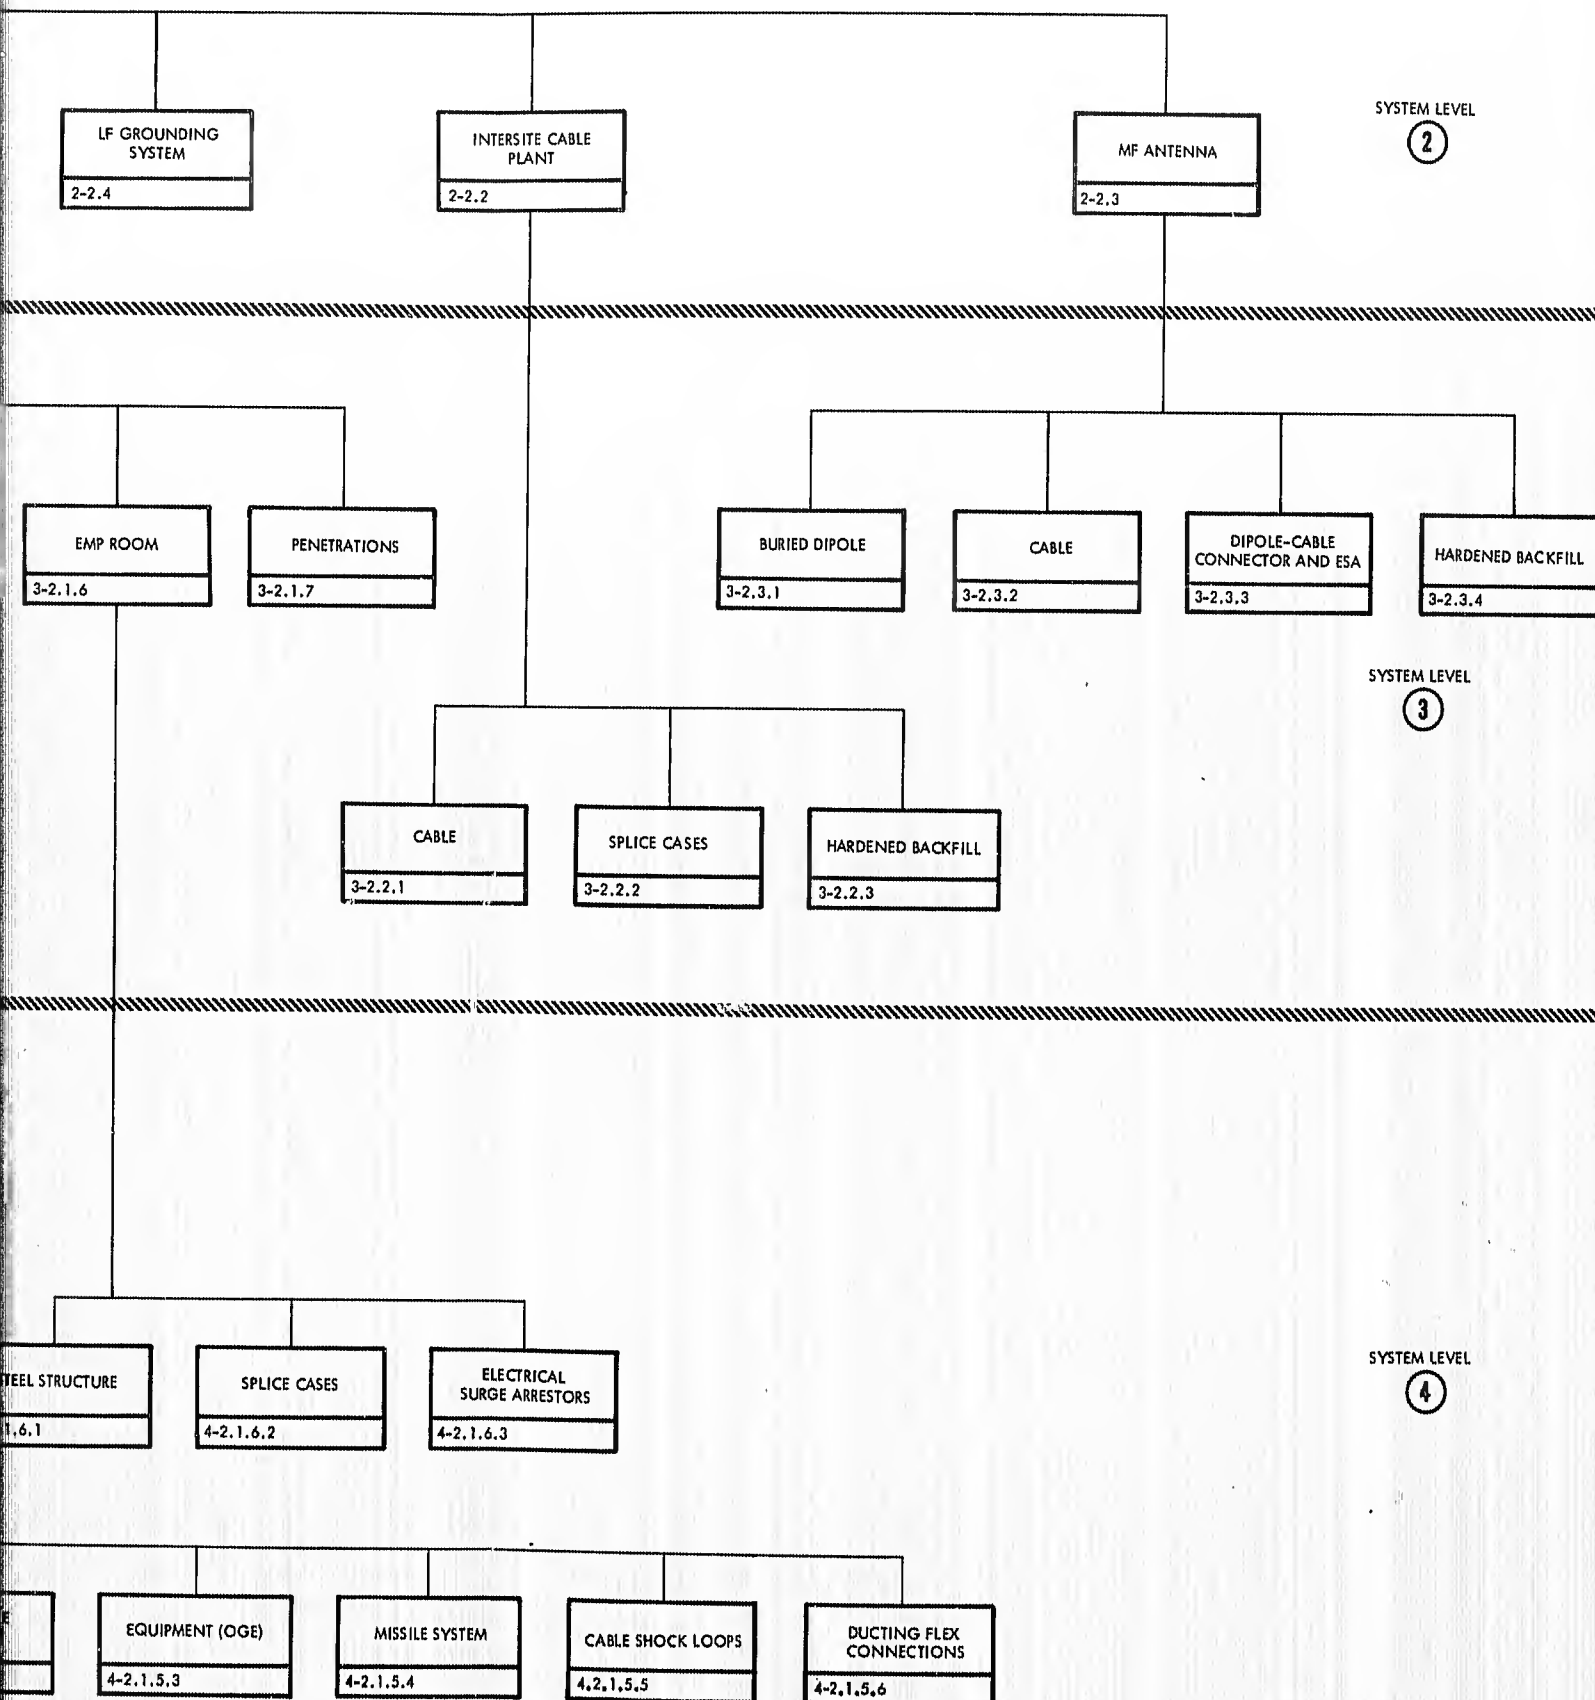 LF GROUNDING
SYSTEM
2-2.4
INTERSITE CABLE
PLANT
2-2.2
MF ANTENNA
2-2.3
SYSTEM LEVEL
2
EMP ROOM
3-2.1.6
PENETRATIONS
3-2.1.7
BURIED DIPOLE
3-2.3.1
CABLE
3-2.3.2
DIPOLE-CABLE
CONNECTOR AND ESA
3-2.3.3
HARDENED BACKFILL
3-2.3.4
SYSTEM LEVEL
3
CABLE
3-2.2.1
SPLICE CASES
3-2.2.2
HARDENED BACKFILL
3-2.2.3
TEEL STRUCTURE
1.6.1
SPLICE CASES
4-2.1.6.2
ELECTRICAL
SURGE ARRESTORS
4-2.1.6.3
SYSTEM LEVEL
4
E
EQUIPMENT (OGE)
4-2.1.5.3
MISSILE SYSTEM
4-2.1.5.4
CABLE SHOCK LOOPS
4.2.1.5.5
DUCTING FLEX
CONNECTIONS
4-2.1.5.6